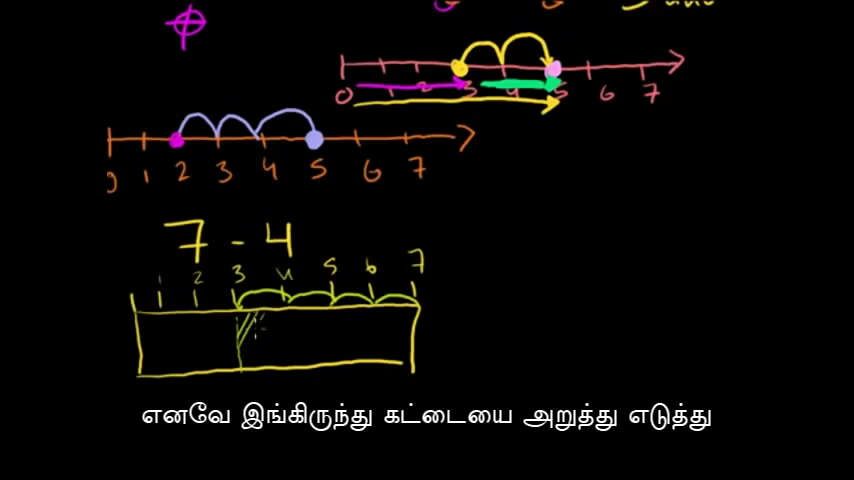 0 1 2 3 4 5 6 7
0 1 2 3 4 5 6 7
7 - 4
1 2 3 4 5 6 7
எனவே இங்கிருந்து கட்டையை அறுத்து எடுத்து